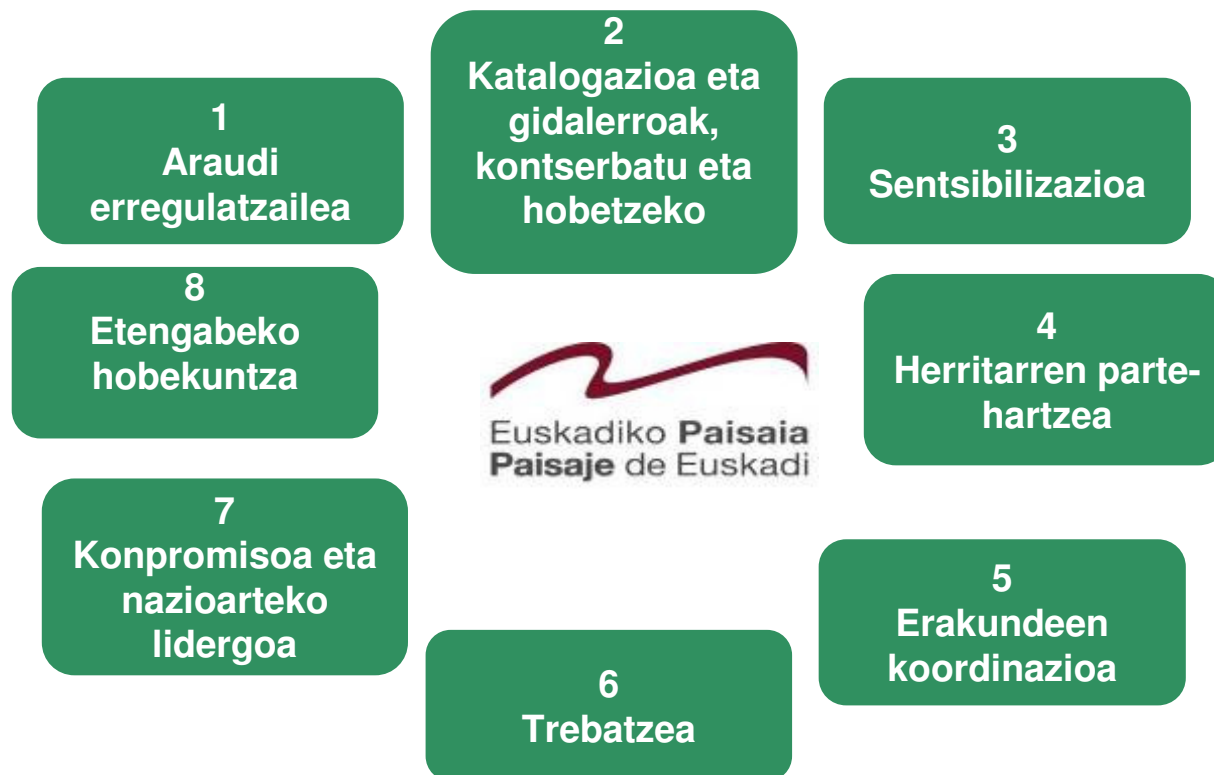 1
Araudi
erregulatzailea
2
Katalogazioa eta
gidalerroak,
kontserbatu eta
hobetzeko
3
Sentsibilizazioa
4
Herritarren parte-
hartzea
5
Erakundeen
koordinazioa
6
Trebatzea
7
Konpromisoa eta
nazioarteko
lidergoa
8
Etengabeko
hobekuntza
Euskadiko Paisaia
Paisaje de Euskadi